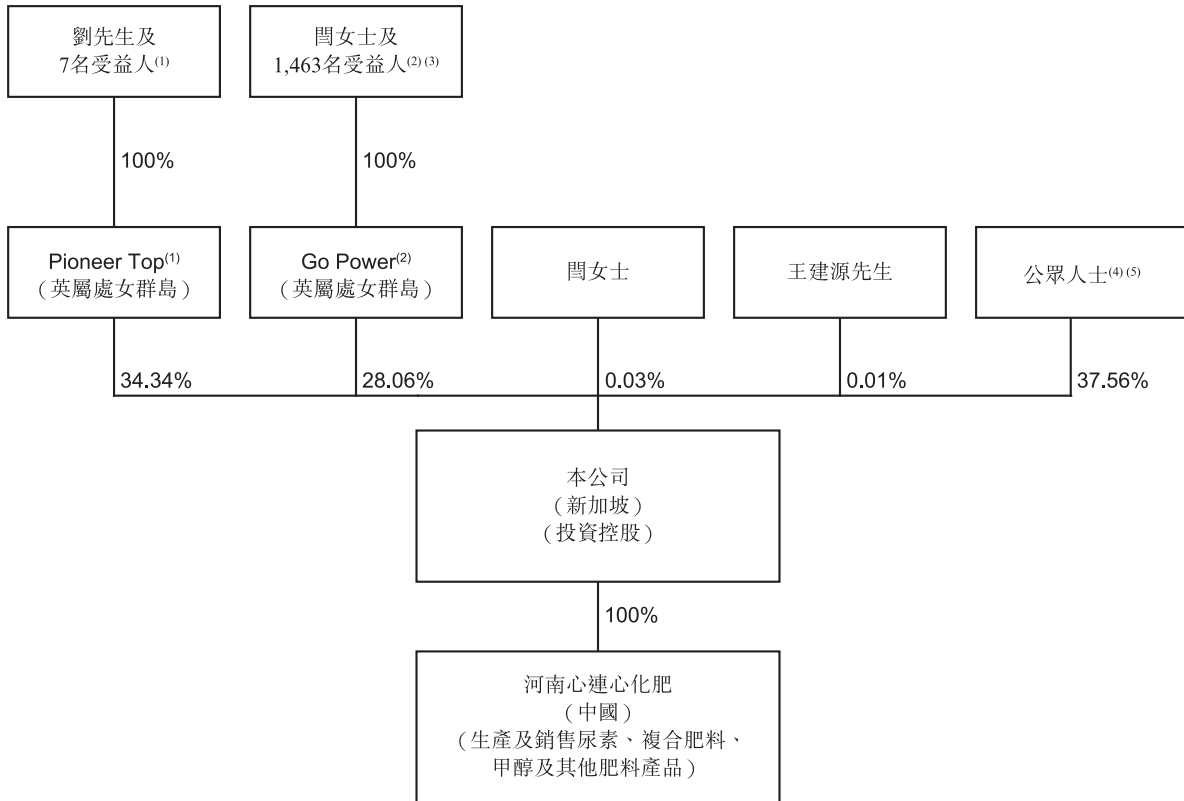 劉先生及
7名受益人(1)
閆女士及
1,463名受益人(2) (3)
100%
100%
Pioneer Top(1)
(英屬處女群島)
Go Power(2)
(英屬處女群島)
閆女士
王建源先生
公眾人士(4) (5)
34.34%
28.06%
0.03%
0.01%
37.56%
本公司
(新加坡)
(投資控股)
100%
河南心連心化肥
(中國)
(生產及銷售尿素、複合肥料、
甲醇及其他肥料產品)